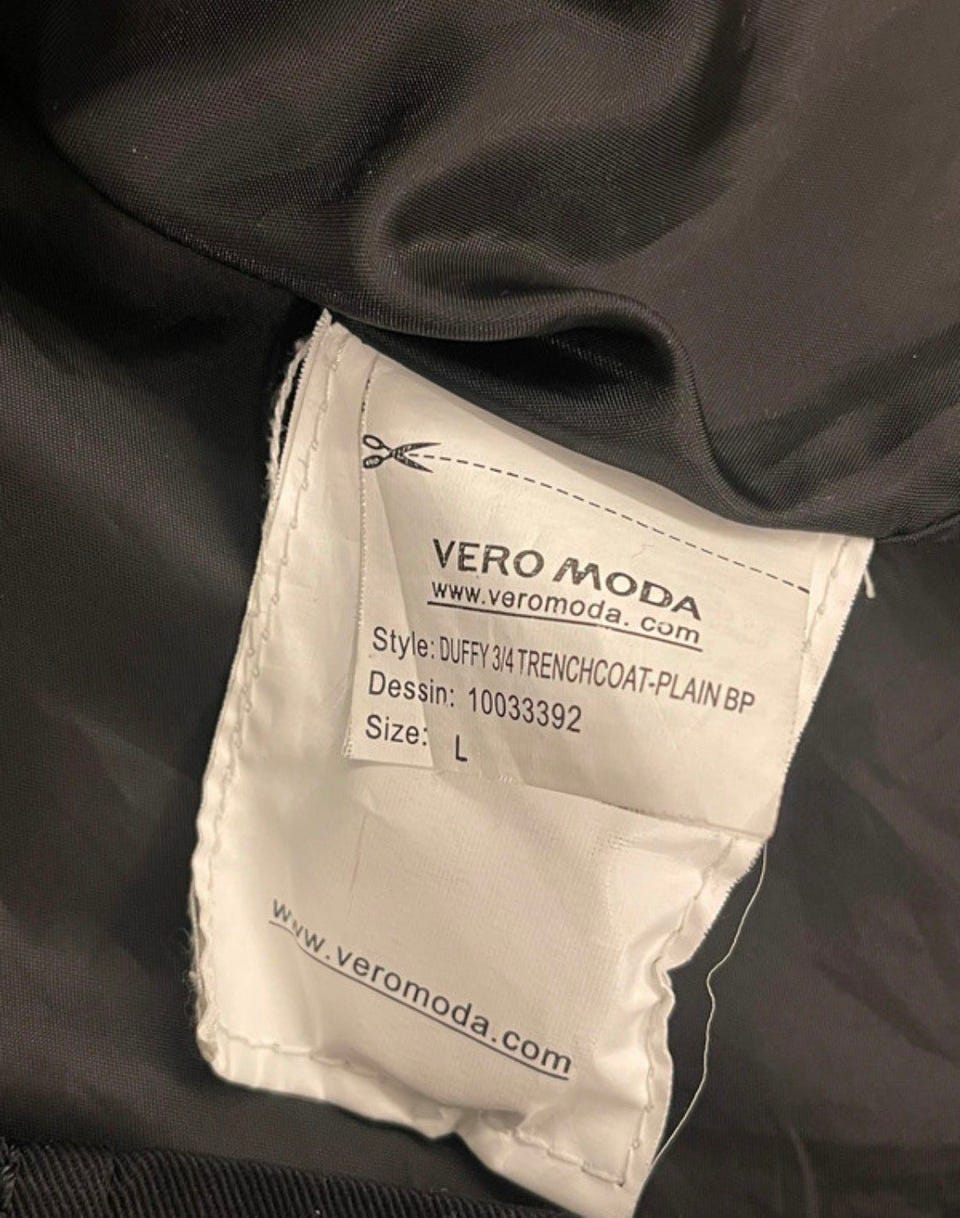 VERO MODA
www.veromoda. com
Style: DUFFY 3/4 TRENCHCOAT-PLAIN BP
Dessin: 10033392
Size: L
www.veromoda.com